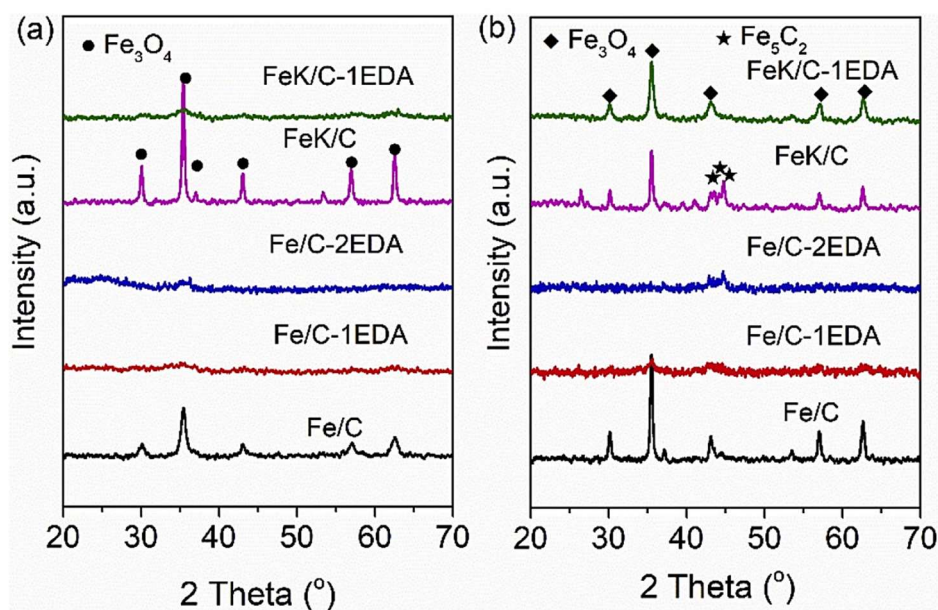 (a)
● Fe₃O₄
FeK/C-1EDA
FeK/C
Fe/C-2EDA
Fe/C-1EDA
Fe/C
Intensity (a.u.)
20 30 40 50 60 70
2 Theta (°)
(b)
◆ Fe₃O₄ ★ Fe₅C₂
FeK/C-1EDA
FeK/C
Fe/C-2EDA
Fe/C-1EDA
Fe/C
Intensity (a.u.)
20 30 40 50 60 70
2 Theta (°)